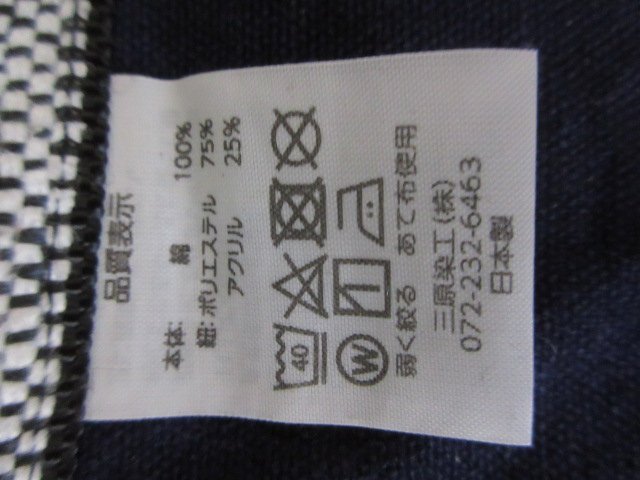 品質表示
本体: 綿 100%
紐: ポリエステル 75%
アクリル 25%
40
W
弱く絞る あて布使用
三原染工(株)
072-232-6463
日本製